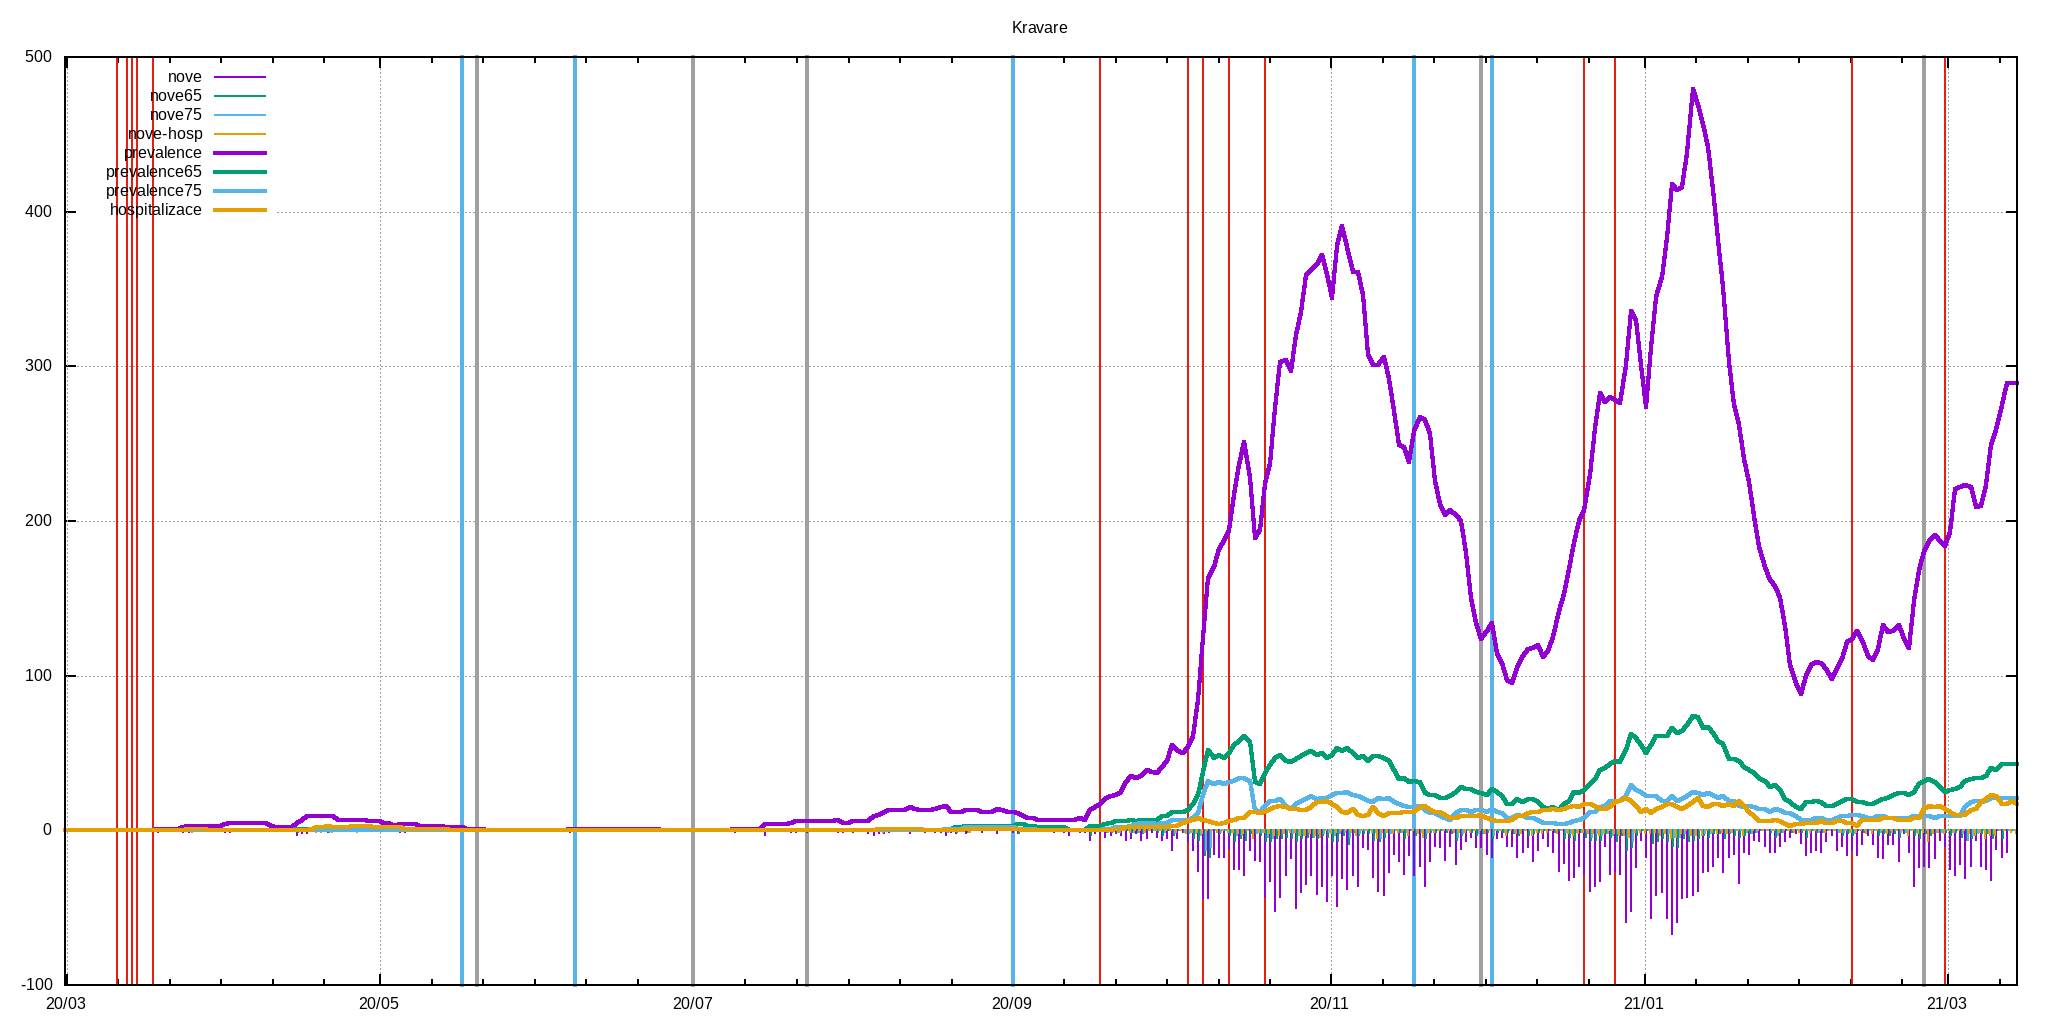 Kravare
500
nove
nove65
nove75
nove-hosp
prevalence
prevalence65
prevalence75
hospitalizace
400
300
200
100
0
-100
20/03 20/05 20/07 20/09 20/11 21/01 21/03